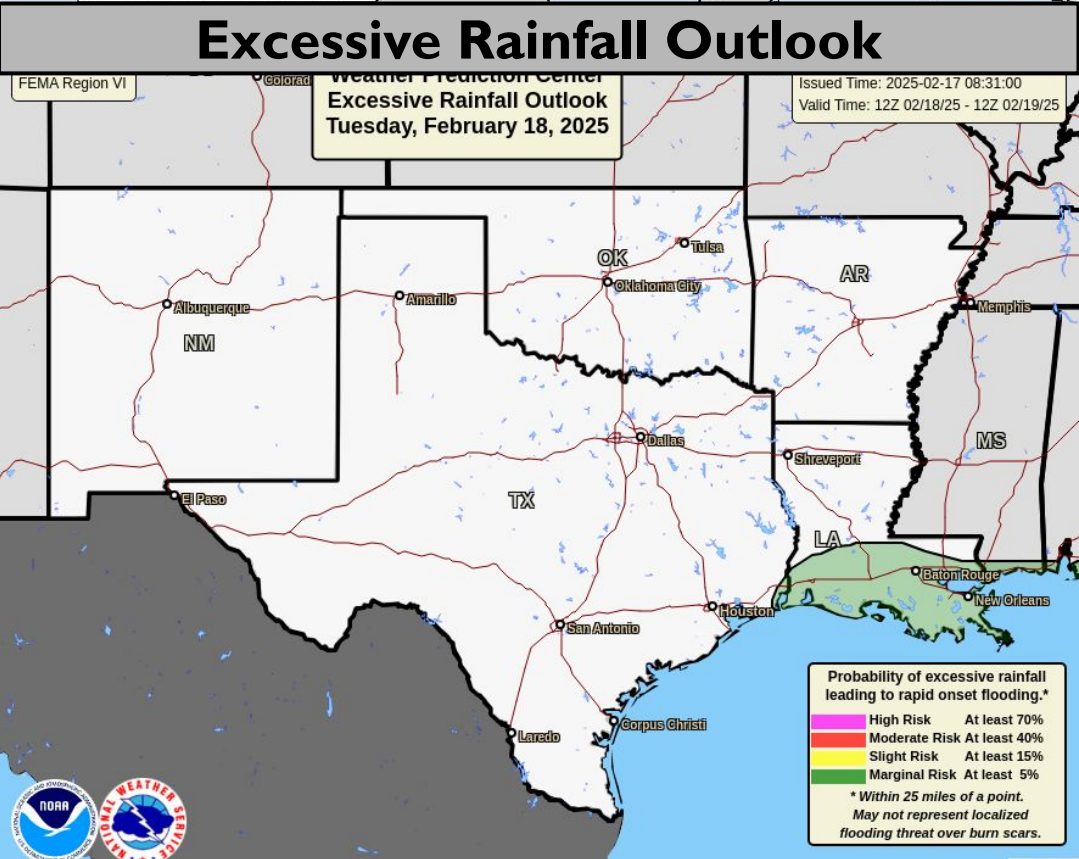 Excessive Rainfall Outlook
FEMA Region VI
Weather Prediction Center
Excessive Rainfall Outlook
Tuesday, February 18, 2025
Issued Time: 2025-02-17 08:31:00
Valid Time: 12Z 02/18/25 - 12Z 02/19/25
Colorad
Tulsa
OK
Oklahoma City
AR
Amarillo
Albuquerque
Memphis
NM
Dallas
MS
Shreveport
El Paso
TX
LA
Baton Rouge
New Orleans
Houston
San Antonio
Corpus Christi
Laredo
Probability of excessive rainfall
leading to rapid onset flooding.*
High Risk At least 70%
Moderate Risk At least 40%
Slight Risk At least 15%
Marginal Risk At least 5%
* Within 25 miles of a point.
May not represent localized
flooding threat over burn scars.
NOAA
NATIONAL WEATHER SERVICE